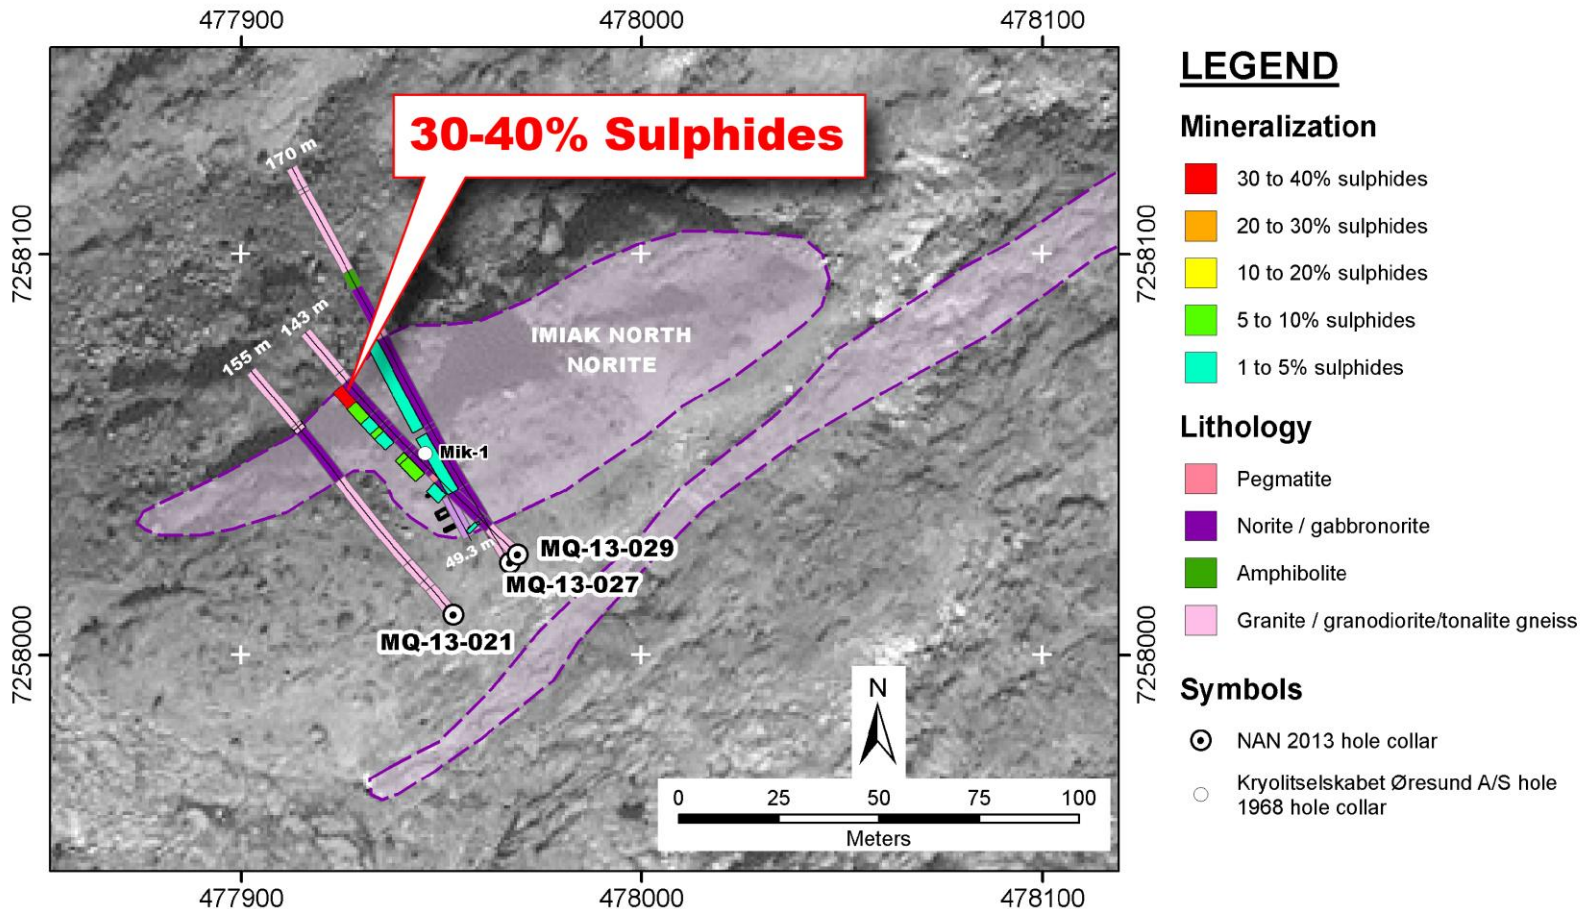 477900
478000
478100
LEGEND
Mineralization
30 to 40% sulphides
20 to 30% sulphides
10 to 20% sulphides
5 to 10% sulphides
1 to 5% sulphides
Lithology
Pegmatite
Norite / gabbronorite
Amphibolite
Granite / granodiorite/tonalite gneiss
Symbols
NAN 2013 hole collar
Kryolitselskabet Øresund A/S hole
1968 hole collar
30-40% Sulphides
170 m
7258100
7258100
143 m
IMIAK NORTH
NORITE
155 m
Mik-1
49.3 m
MQ-13-029
MQ-13-027
MQ-13-021
7258000
7258000
N
0 25 50 75 100
Meters
477900
478000
478100